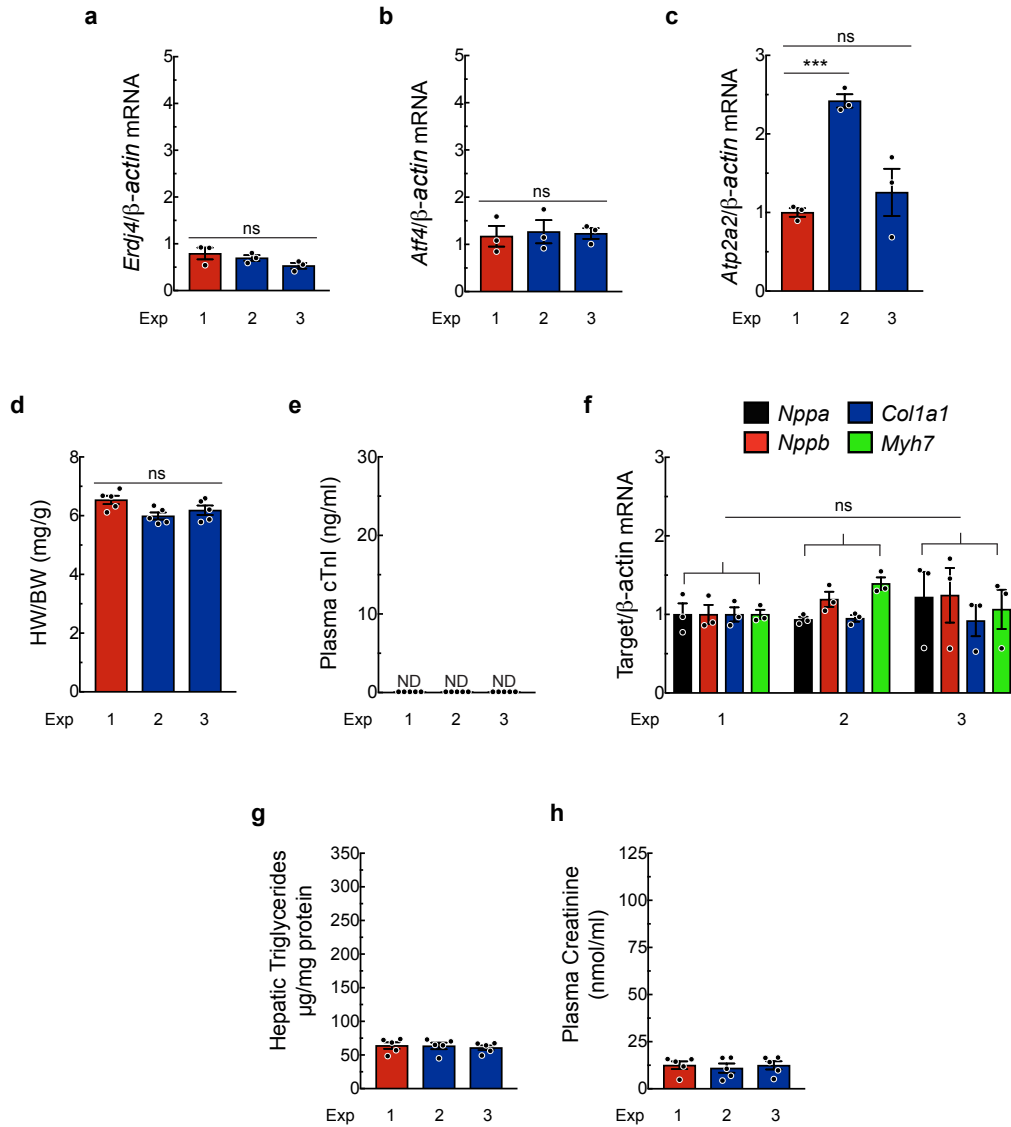 a
Erdj4/β-actin mRNA
5
4
3
2
1
0
ns
Exp 1 2 3
b
Atf4/β-actin mRNA
5
4
3
2
1
0
ns
Exp 1 2 3
c
Atp2a2/β-actin mRNA
3
2
1
0
ns
***
Exp 1 2 3
d
HW/BW (mg/g)
8
6
4
2
0
ns
Exp 1 2 3
e
Plasma cTnI (ng/ml)
30
20
10
0
ND ND ND
Exp 1 2 3
f
Nppa Col1a1
Nppb Myh7
Target/β-actin mRNA
3
2
1
0
ns
Exp 1 2 3
g
Hepatic Triglycerides
µg/mg protein
350
300
250
200
150
100
50
0
Exp 1 2 3
h
Plasma Creatinine
(nmol/ml)
125
100
75
50
25
0
Exp 1 2 3